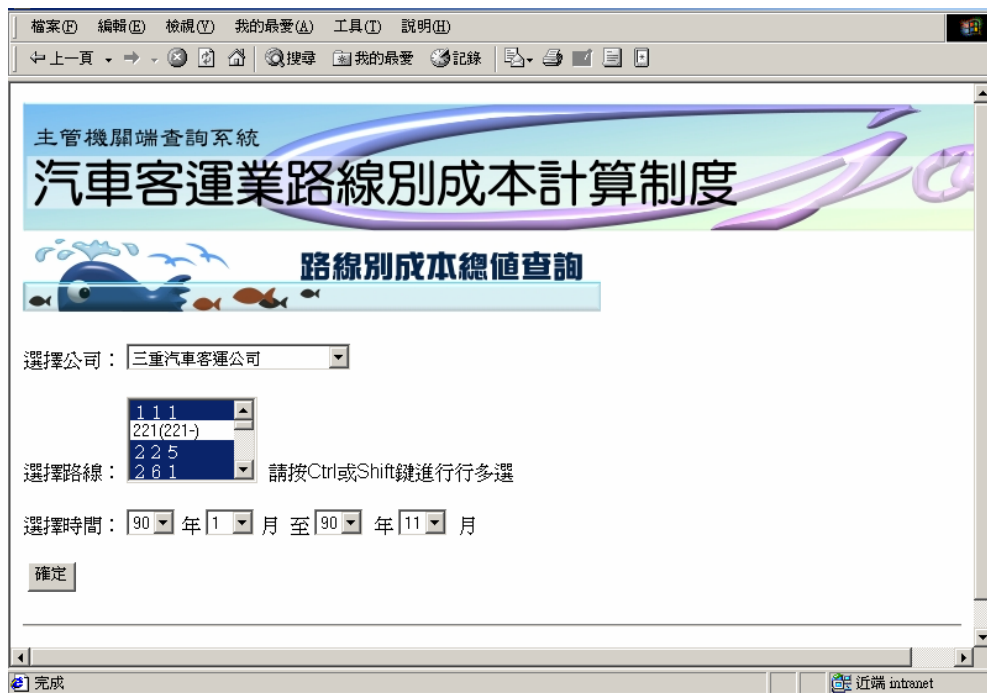 檔案(F) 編輯(E) 檢視(V) 我的最愛(A) 工具(T) 說明(H)
上一頁 搜尋 我的最愛 記錄
主管機關端查詢系統
汽車客運業路線別成本計算制度
路線別成本總值查詢
選擇公司： 三重汽車客運公司
１１１
221(221-)
２２５
選擇路線： ２６１ 請按Ctrl或Shift鍵進行行多選
選擇時間： 90 年 1 月 至 90 年 11 月
確定
完成 近端 intranet